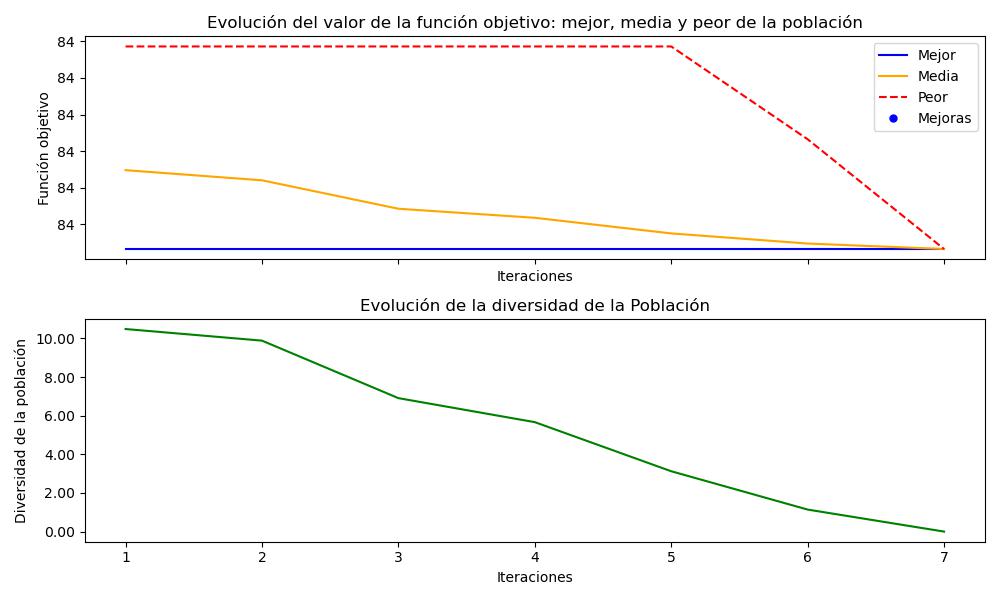 Evolución del valor de la función objetivo: mejor, media y peor de la población
Función objetivo
84
84
84
84
84
84
Mejor
Media
Peor
Mejoras
Iteraciones
Evolución de la diversidad de la Población
Diversidad de la población
10.00
8.00
6.00
4.00
2.00
0.00
1 2 3 4 5 6 7
Iteraciones